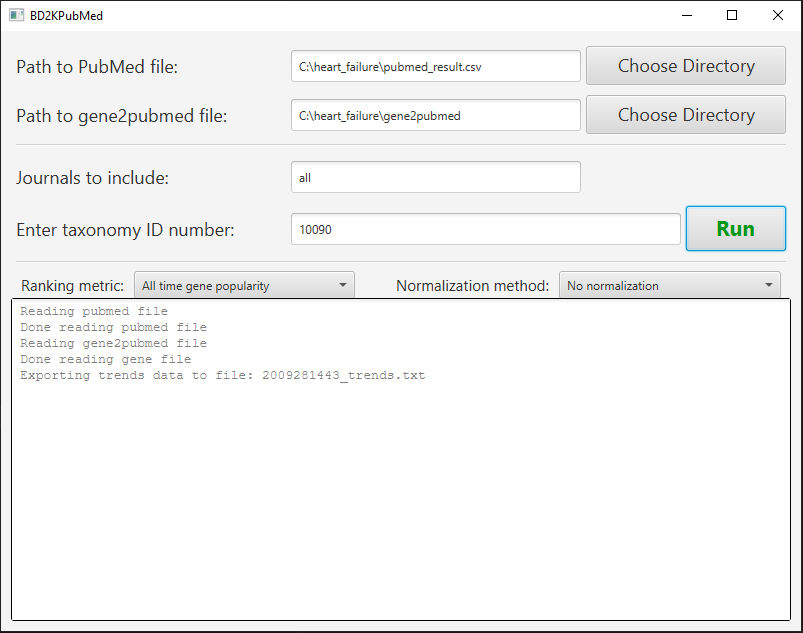 BD2KPubMed
Path to PubMed file: C:\heart_failure\pubmed_result.csv Choose Directory
Path to gene2pubmed file: C:\heart_failure\gene2pubmed Choose Directory
Journals to include: all
Enter taxonomy ID number: 10090 Run
Ranking metric: All time gene popularity Normalization method: No normalization
Reading pubmed file
Done reading pubmed file
Reading gene2pubmed file
Done reading gene file
Exporting trends data to file: 2009281443_trends.txt